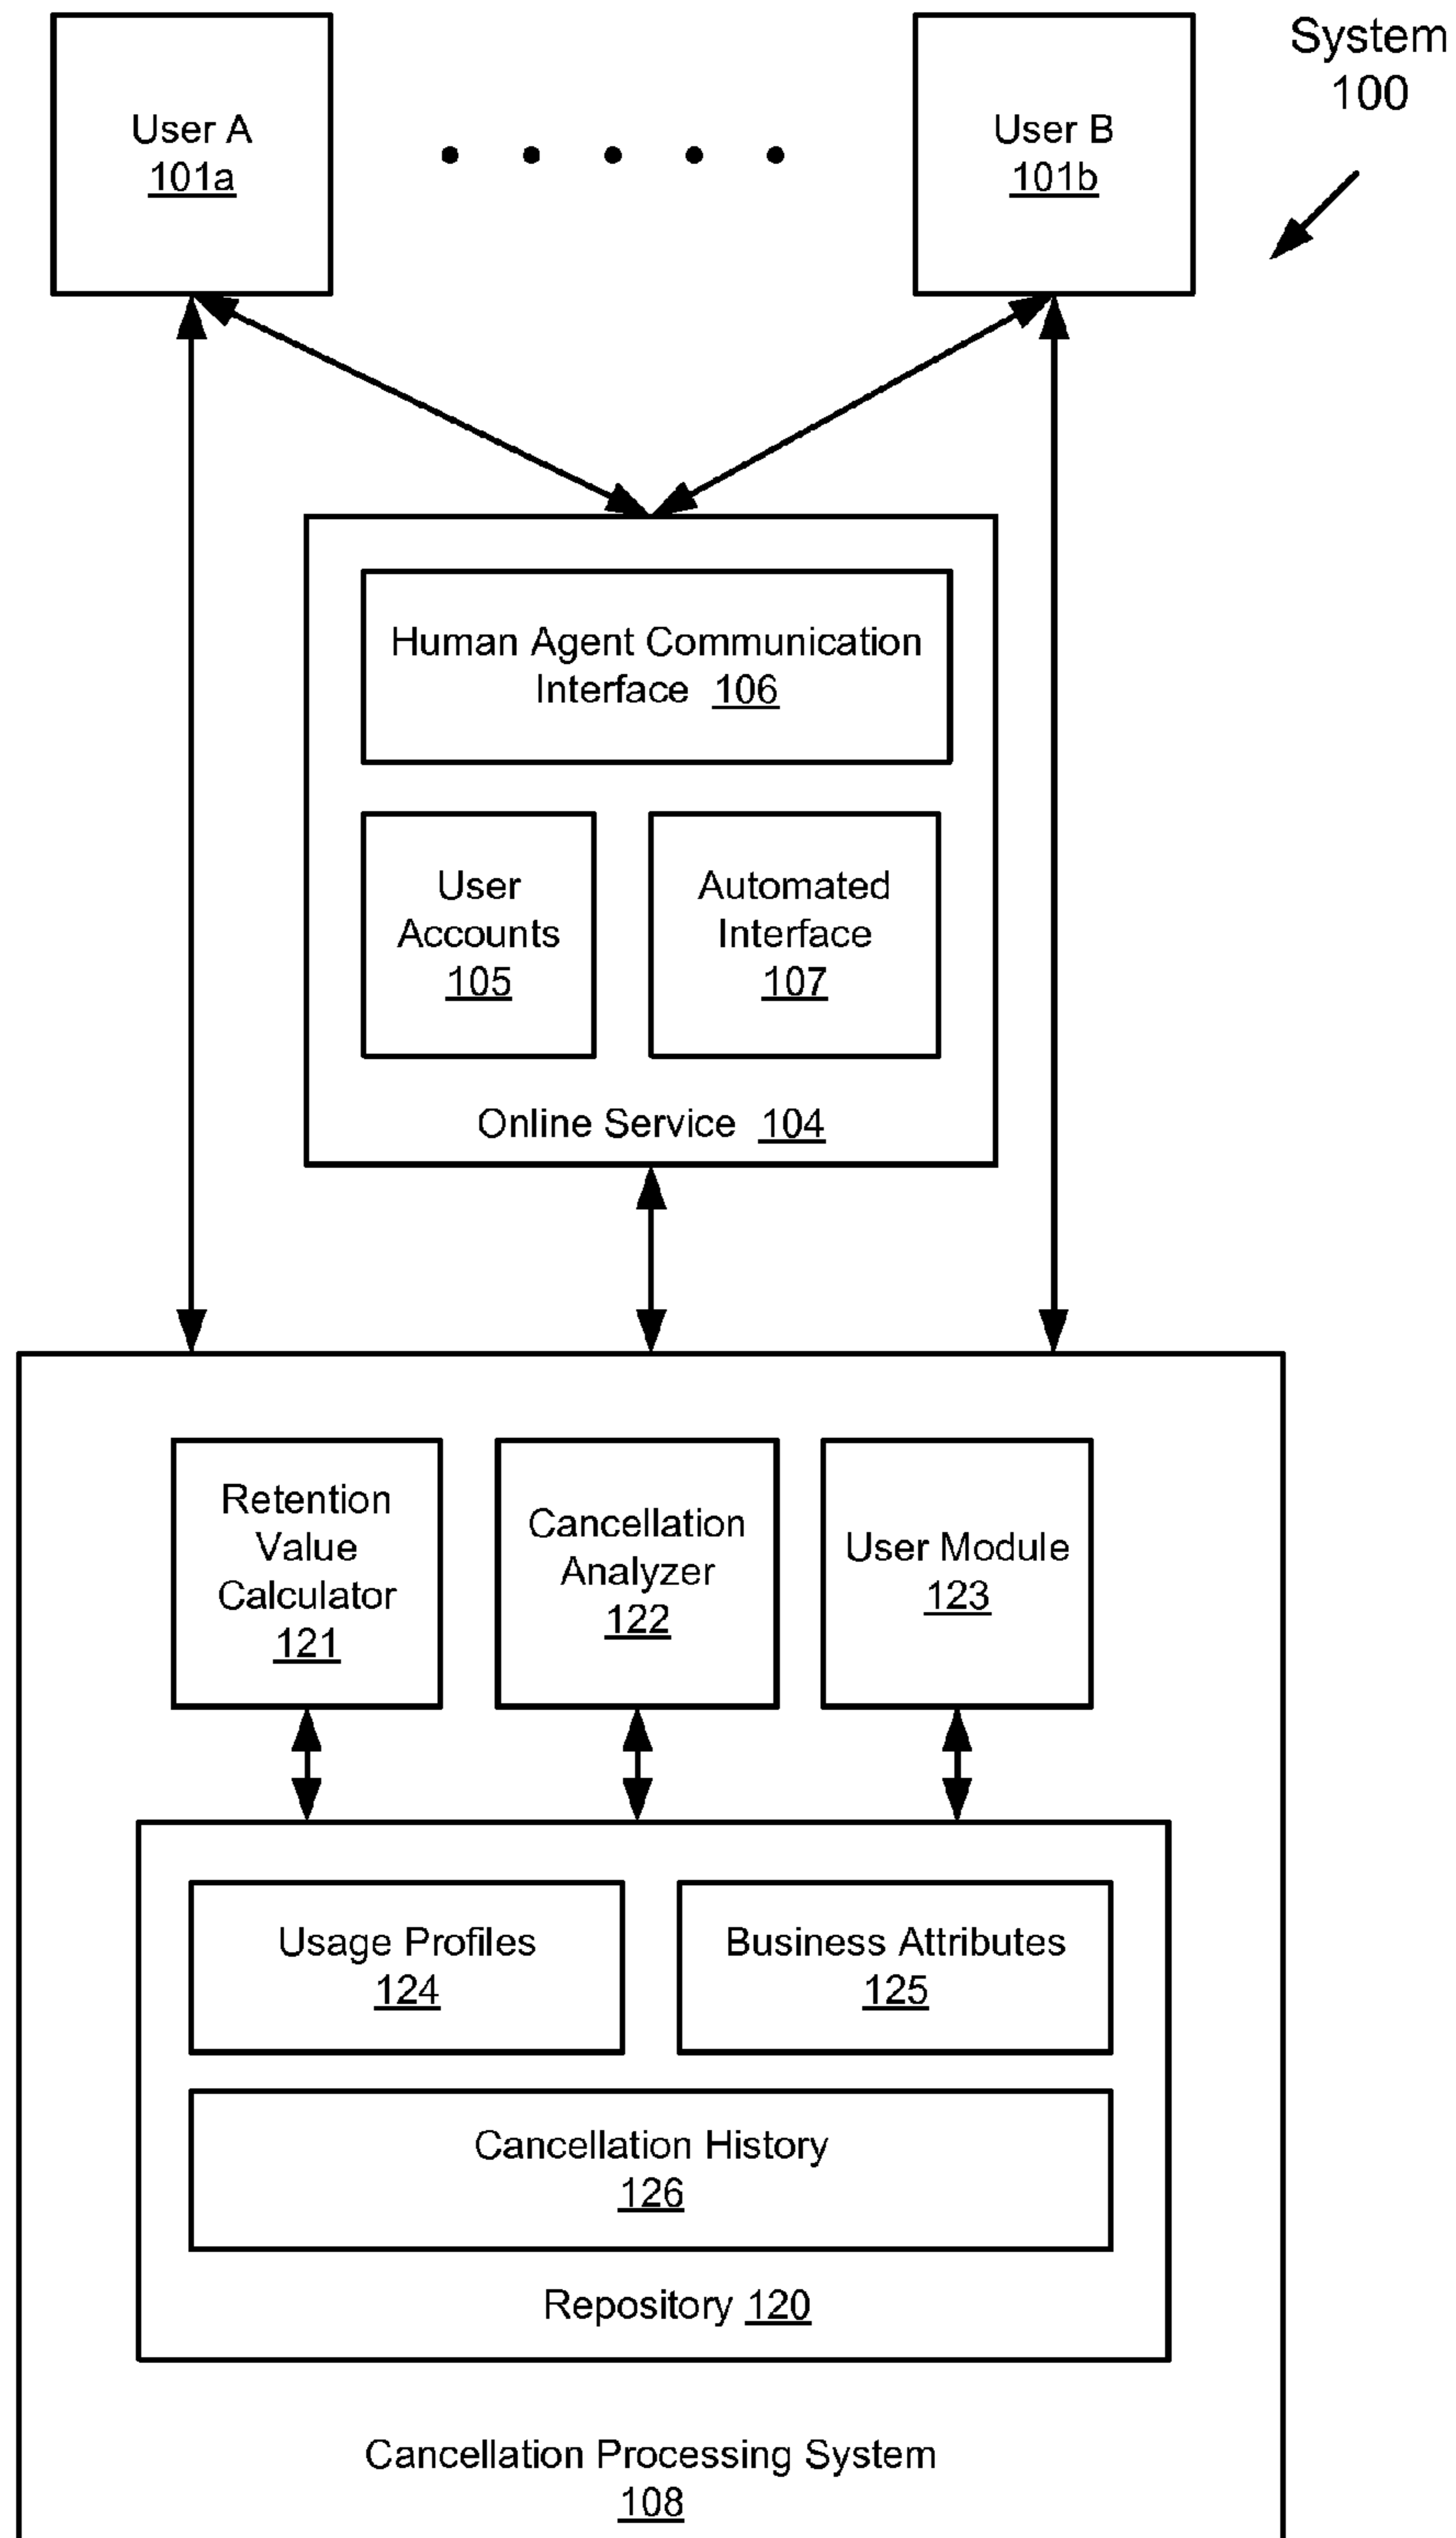 System
100
User A
101a
User B
101b
Human Agent Communication
Interface 106
User
Accounts
105
Automated
Interface
107
Online Service 104
Retention
Value
Calculator
121
Cancellation
Analyzer
122
User Module
123
Usage Profiles
124
Business Attributes
125
Cancellation History
126
Repository 120
Cancellation Processing System
108